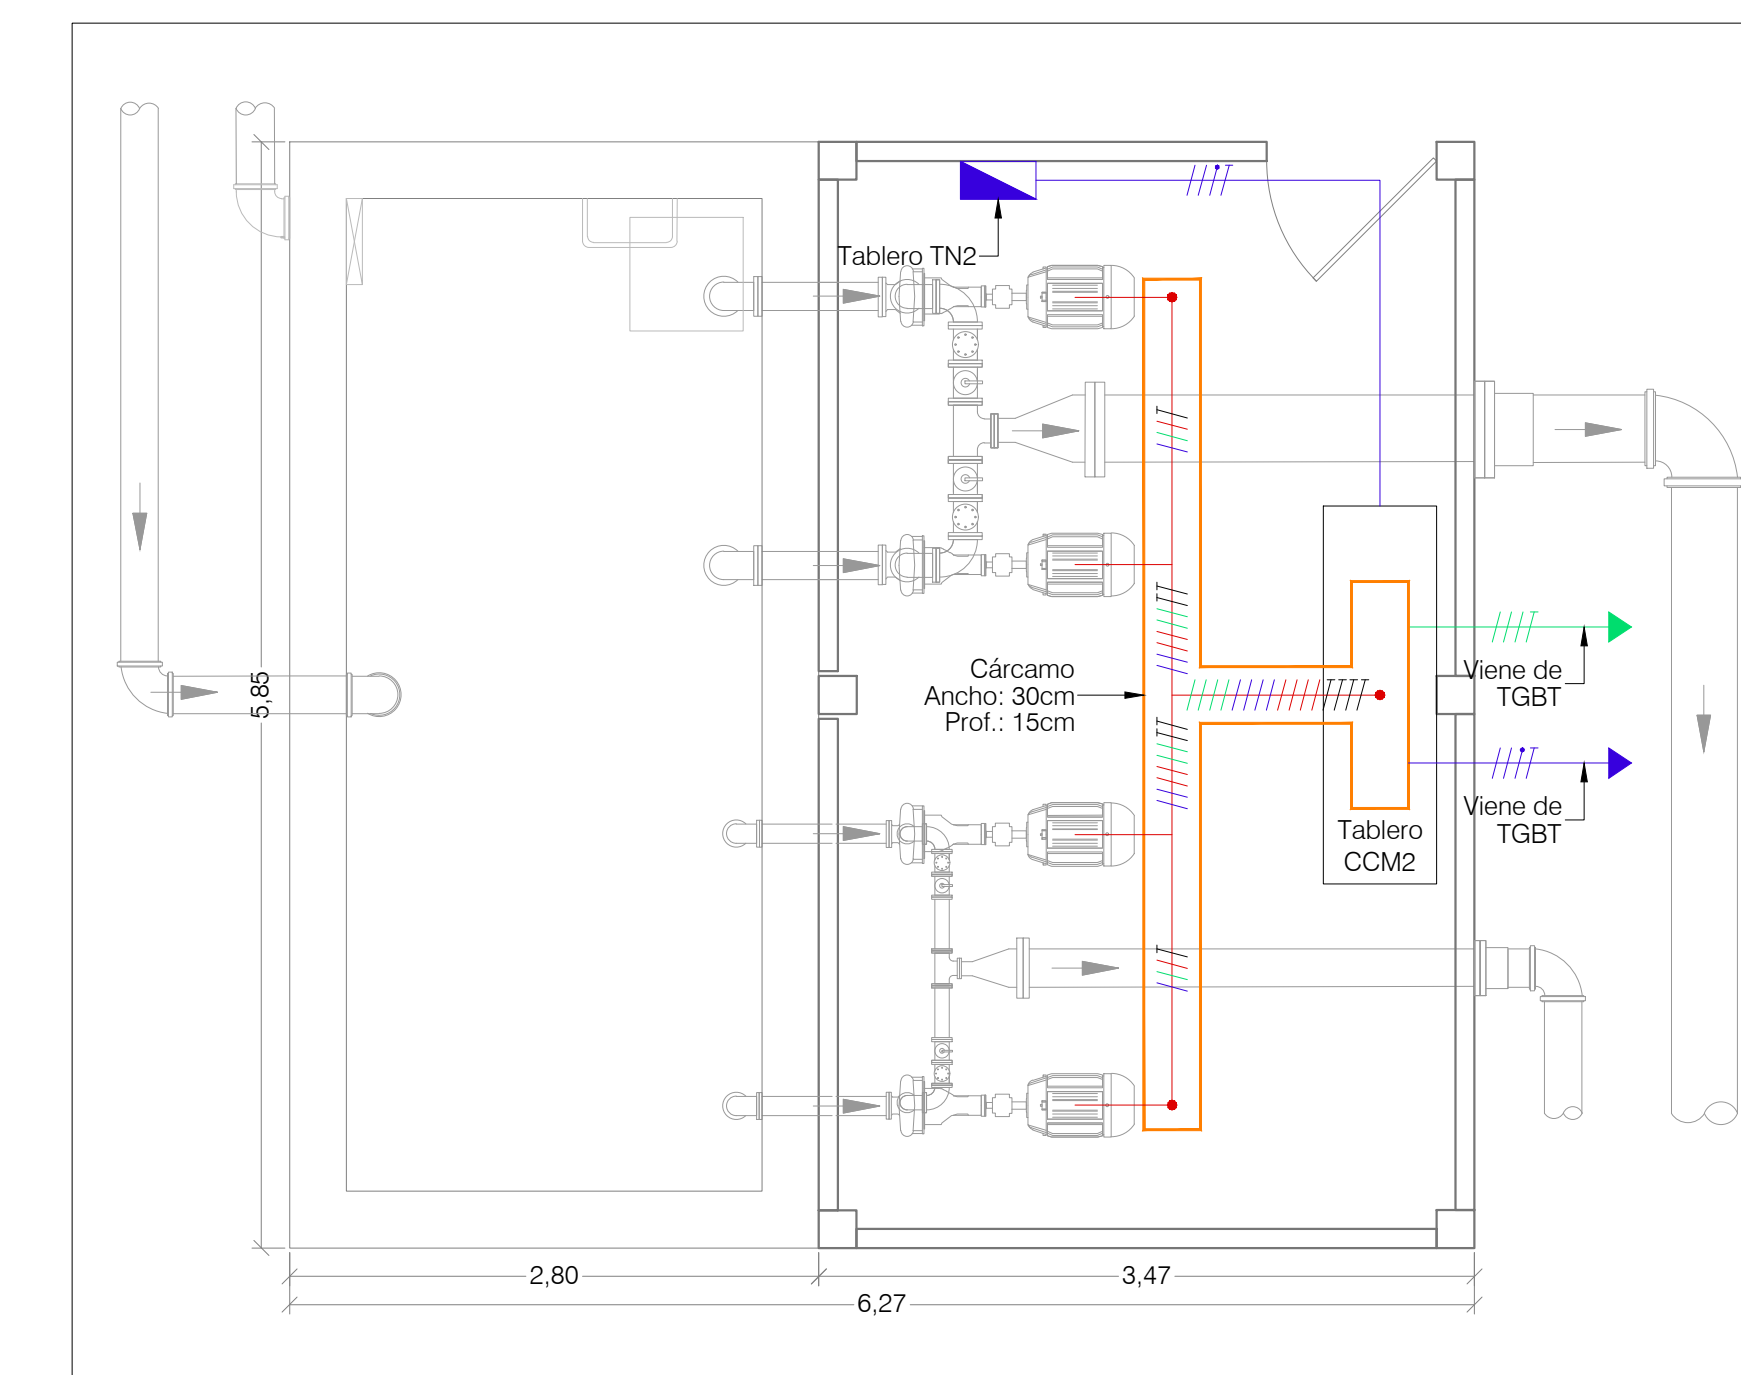 Tablero TN2
Cárcamo
Ancho: 30cm
Prof.: 15cm
Viene de
TGBT
Viene de
TGBT
Tablero
CCM2
5,85
2,80
3,47
6,27